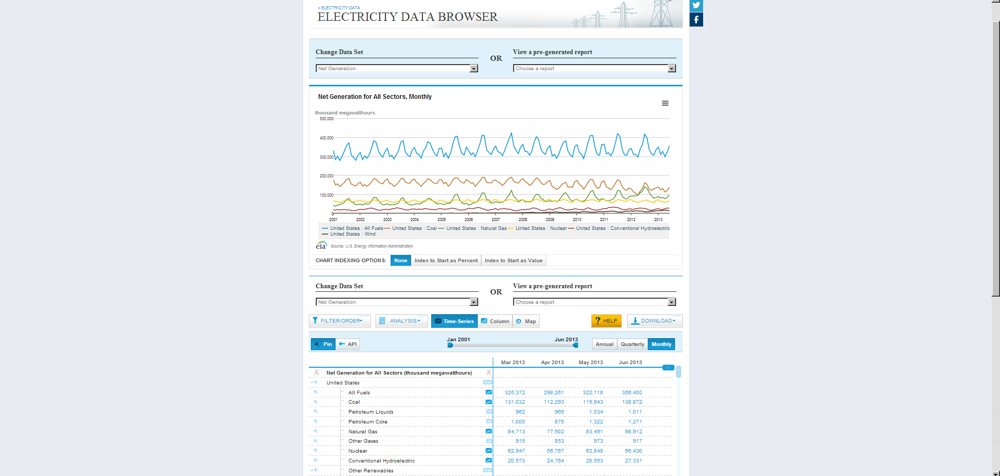 < ELECTRICITY DATA
ELECTRICITY DATA BROWSER
Change Data Set
OR
View a pre-generated report
Net Generation
Choose a report
Net Generation for All Sectors, Monthly
thousand megawatthours
500,000
400,000
300,000
200,000
100,000
0
2001 2002 2003 2004 2005 2006 2007 2008 2009 2010 2011 2012 2013
United States : All Fuels United States : Coal United States : Natural Gas United States : Nuclear United States : Conventional Hydroelectric
United States : Wind
eia Source: U.S. Energy Information Administration
CHART INDEXING OPTIONS: None Index to Start as Percent Index to Start as Value
Change Data Set
OR
View a pre-generated report
Net Generation
Choose a report
FILTER/ORDER ANALYSIS Time-Series Column Map ? HELP DOWNLOAD
Jan 2001 Jun 2013
Pin API Annual Quarterly Monthly
Mar 2013 Apr 2013 May 2013 Jun 2013
Net Generation for All Sectors (thousand megawatthours)
United States
All Fuels 325,372 298,261 322,118 356,400
Coal 131,032 112,293 119,943 138,872
Petroleum Liquids 962 965 1,034 1,011
Petroleum Coke 1,000 875 1,322 1,271
Natural Gas 84,713 77,502 83,491 98,912
Other Gases 915 853 973 917
Nuclear 62,947 56,767 62,848 66,430
Conventional Hydroelectric 20,573 24,764 28,553 27,331
Other Renewables